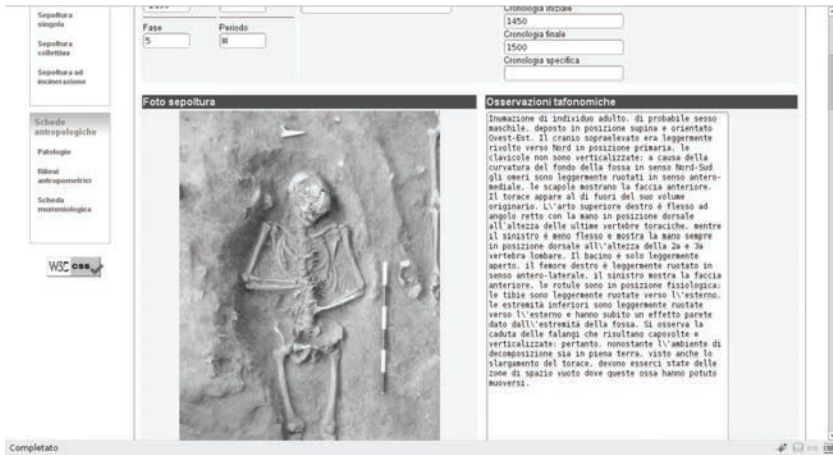 Sepoltura
singola
Sepoltura
collettiva
Sepoltura ad
incinerazione
Schede
antropologiche
Patologie
Rilievi
antropometrici
Scheda
mummiologica
W3C css
Fase
5
Periodo
III
Cronologia iniziale
1450
Cronologia finale
1500
Cronologia specifica
Foto sepoltura
Osservazioni tafonomiche
Inumazione di individuo adulto, di probabile sesso
maschile, deposto in posizione supina e orientato
Ovest-Est. Il cranio sopraelevato era leggermente
rivolto verso Nord in posizione primaria, le
clavicole non sono verticalizzate; a causa della
curvatura del fondo della fossa in senso Nord-Sud
gli omeri sono leggermente ruotati in senso antero-
mediale, le scapole mostrano la faccia anteriore.
Il torace appare al di fuori del suo volume
originario. L\'arto superiore destro è flesso ad
angolo retto con la mano in posizione dorsale
all'altezza delle ultime vertebre toraciche, mentre
il sinistro è meno flesso e mostra la mano sempre
in posizione dorsale all\'altezza della 2a e 3a
vertebra lombare. Il bacino è solo leggermente
aperto, il femore destro è leggermente ruotato in
senso antero-laterale, il sinistro mostra la faccia
anteriore, le rotule sono in posizione fisiologica;
le tibie sono leggermente ruotate verso l\'esterno,
le estremità inferiori sono leggermente ruotate
verso l\'esterno e hanno subito un effetto parete
dato dall\'estremità della fossa. Si osserva la
caduta delle falangi che risultano capovolte e
verticalizzate; pertanto, nonostante l\'ambiente di
decomposizione sia in piena terra, visto anche lo
slargamento del torace, devono esserci state delle
zone di spazio vuoto dove queste ossa hanno potuto
muoversi.
Completato